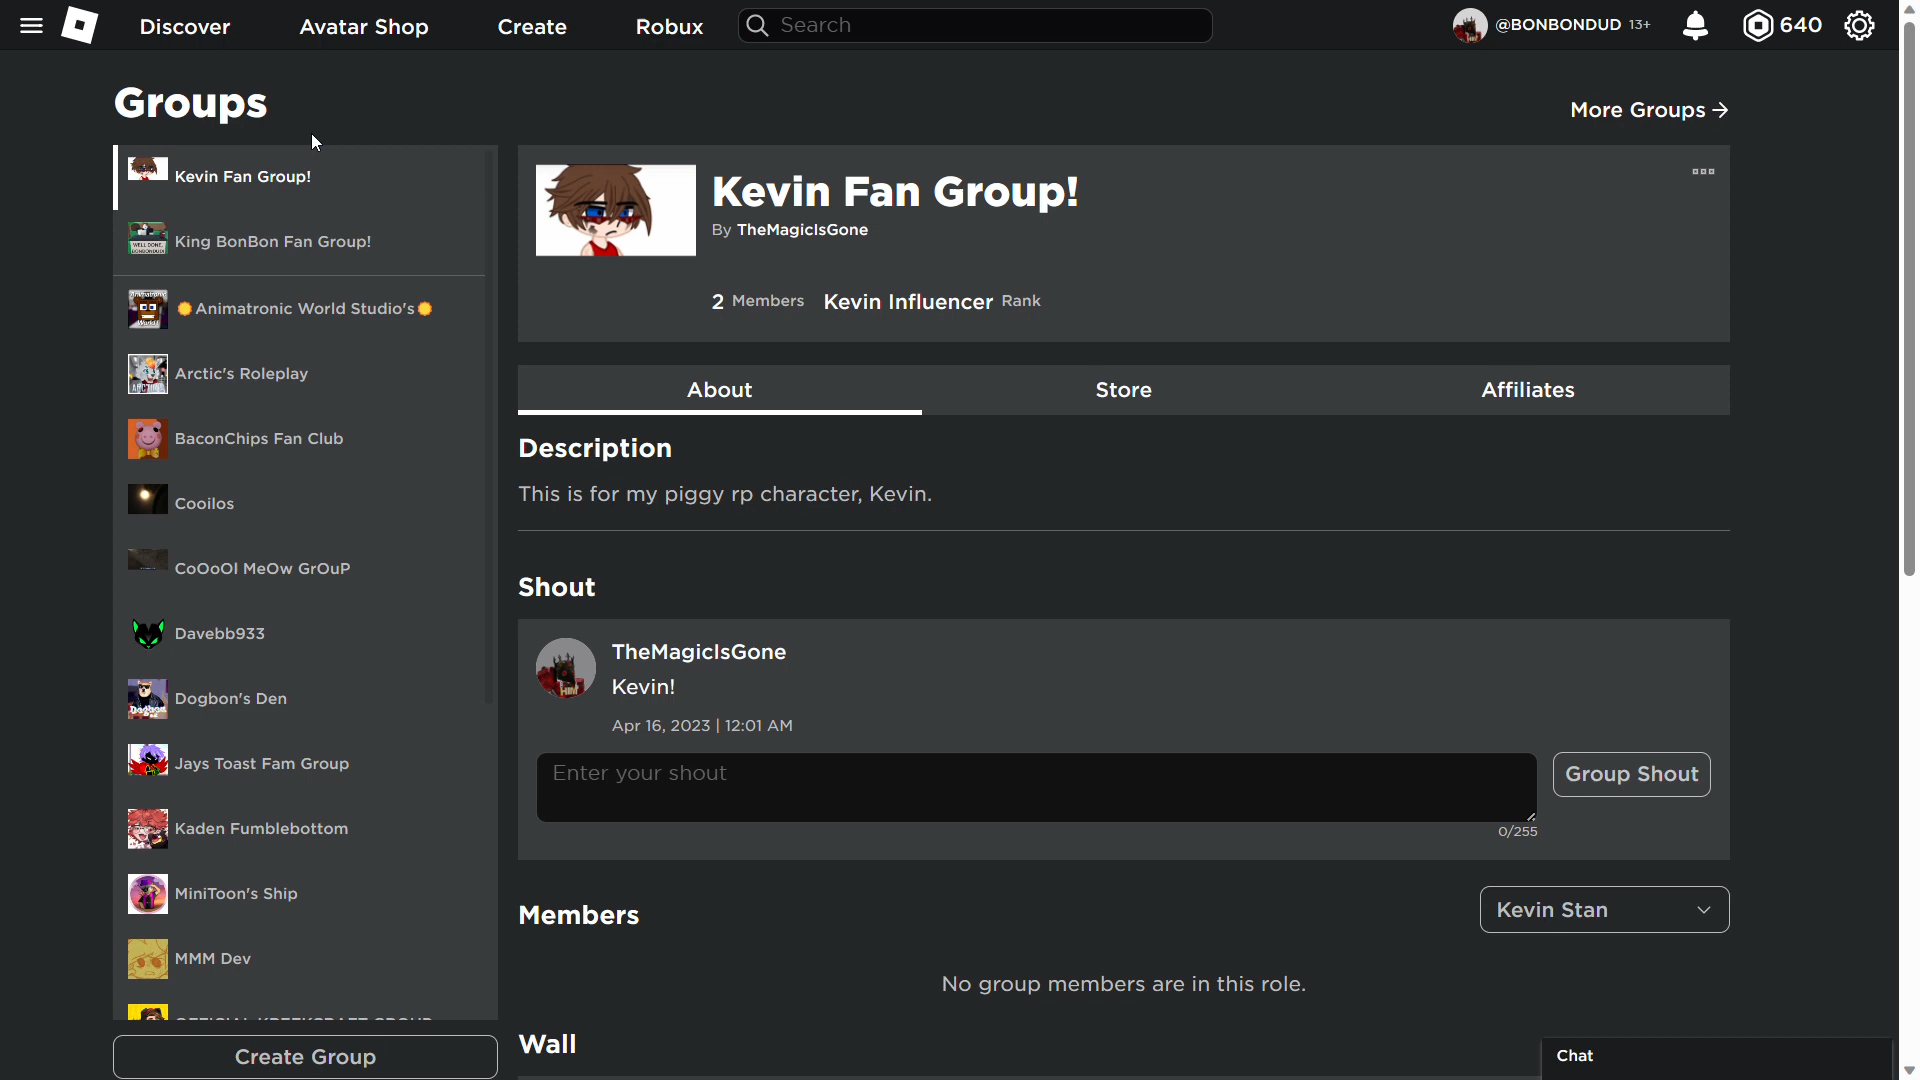 Discover
Avatar Shop
Create
Robux
Search
@BONBONDUD 13+
640
Groups
More Groups →
Kevin Fan Group!
King BonBon Fan Group!
Animatronic World Studio's
Arctic's Roleplay
BaconChips Fan Club
Cooilos
CoOoOl MeOw GrOuP
Davebb933
Dogbon's Den
Jays Toast Fam Group
Kaden Fumblebottom
MiniToon's Ship
MMM Dev
Create Group
Kevin Fan Group!
By TheMagicIsGone
2 Members Kevin Influencer Rank
About
Store
Affiliates
Description
This is for my piggy rp character, Kevin.
Shout
TheMagicIsGone
Kevin!
Apr 16, 2023 | 12:01 AM
Enter your shout
Group Shout
0/255
Members
Kevin Stan
No group members are in this role.
Wall
Chat